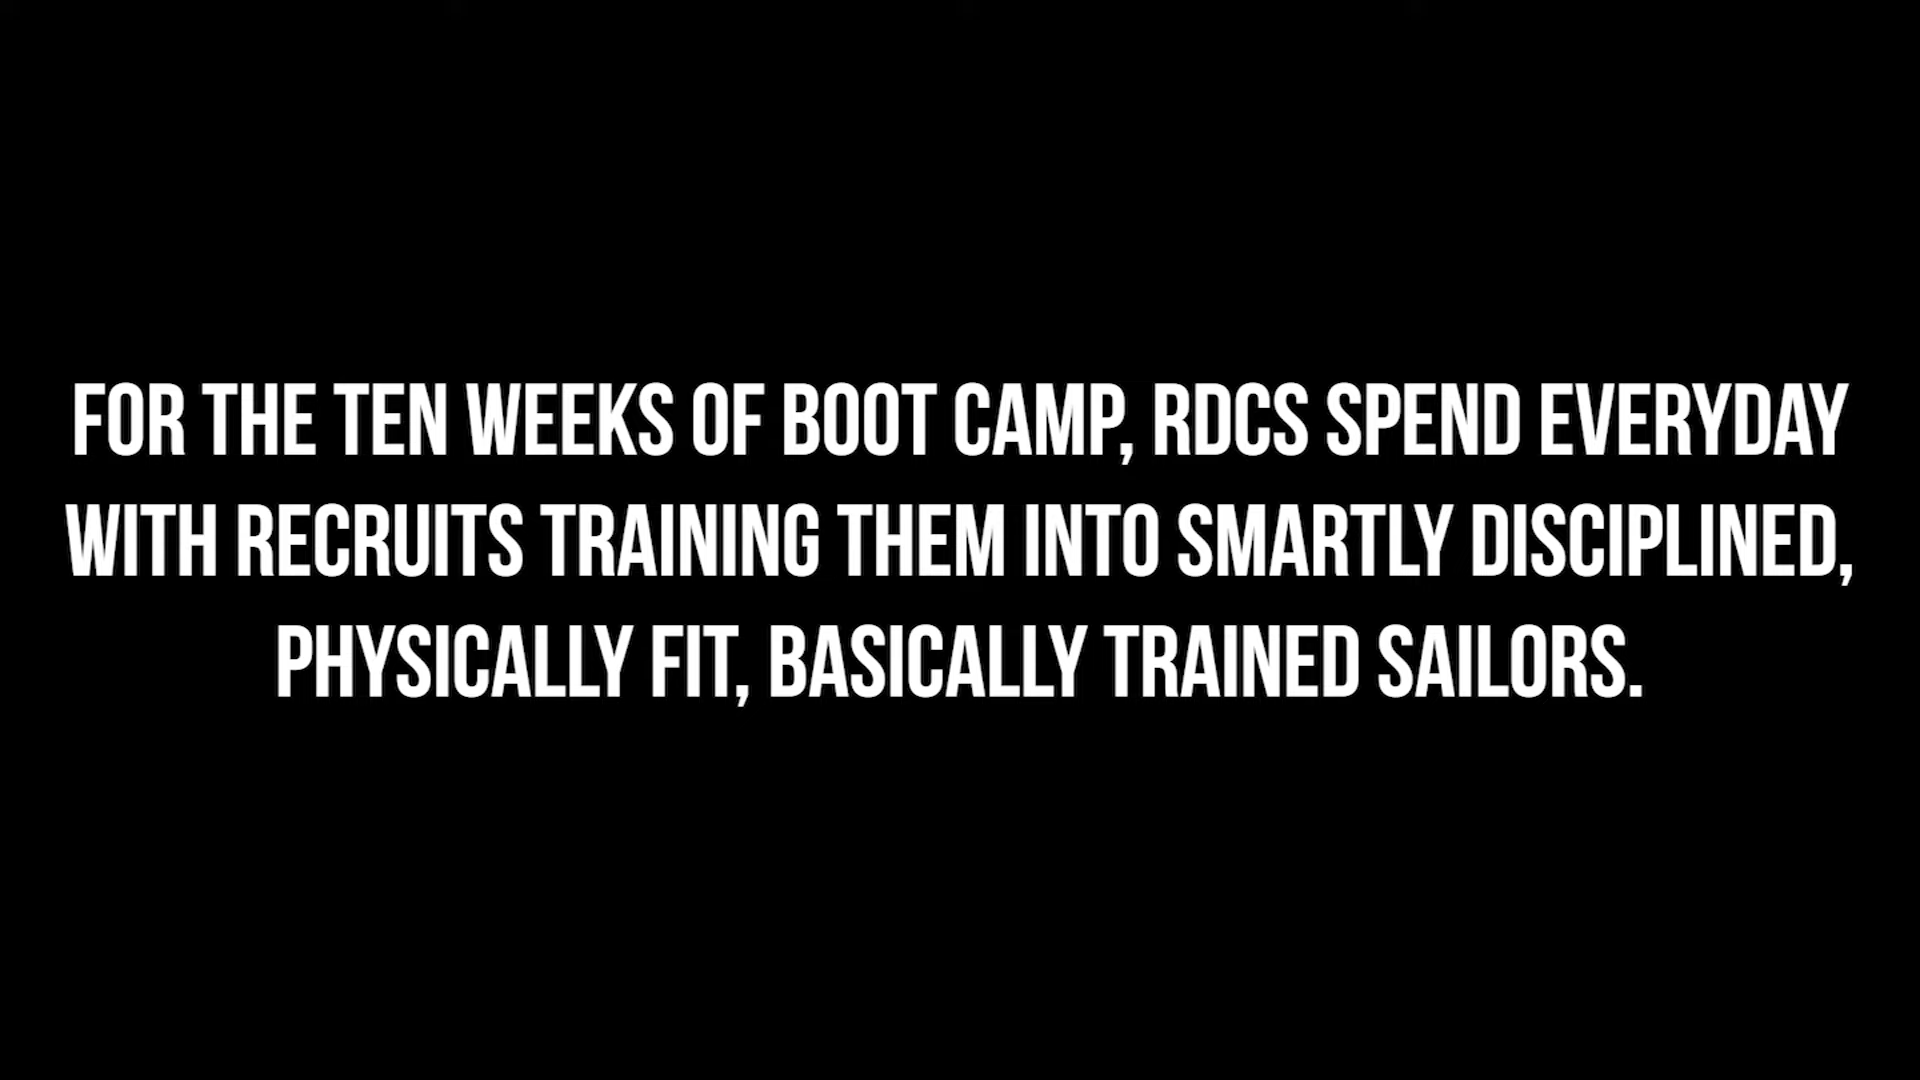 FOR THE TEN WEEKS OF BOOT CAMP, RDCS SPEND EVERYDAY
WITH RECRUITS TRAINING THEM INTO SMARTLY DISCIPLINED,
PHYSICALLY FIT, BASICALLY TRAINED SAILORS.